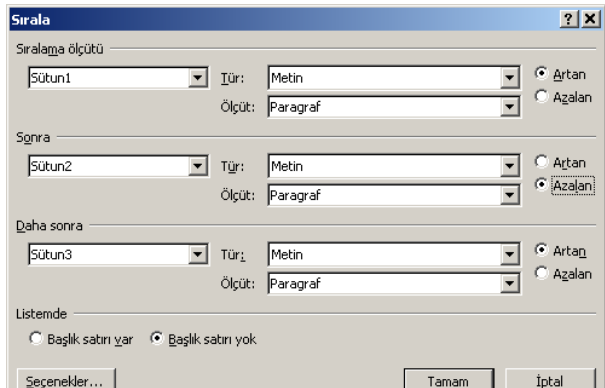 Sırala
Sıralama ölçütü
Sütun1 Tür: Metin Artan
Ölçüt: Paragraf Azalan
Sonra
Sütun2 Tür: Metin Artan
Ölçüt: Paragraf Azalan
Daha sonra
Sütun3 Tür: Metin Artan
Ölçüt: Paragraf Azalan
Listemde
Başlık satırı var Başlık satırı yok
Seçenekler... Tamam İptal